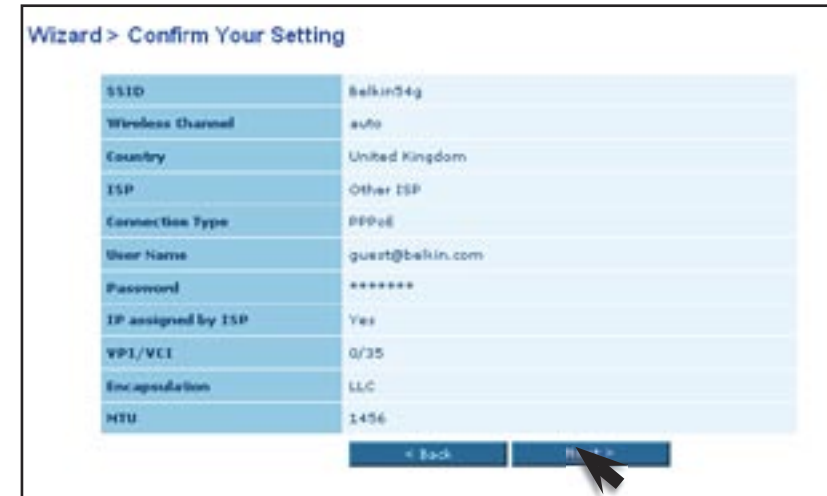 Wizard > Confirm Your Setting
SSID Belkin54g
Wireless Channel auto
Country United Kingdom
ISP Other ISP
Connection Type PPPoE
User Name guest@belkin.com
Password *******
IP assigned by ISP Yes
VPI/VCI 0/35
Encapsulation LLC
MTU 1456
< Back Next >